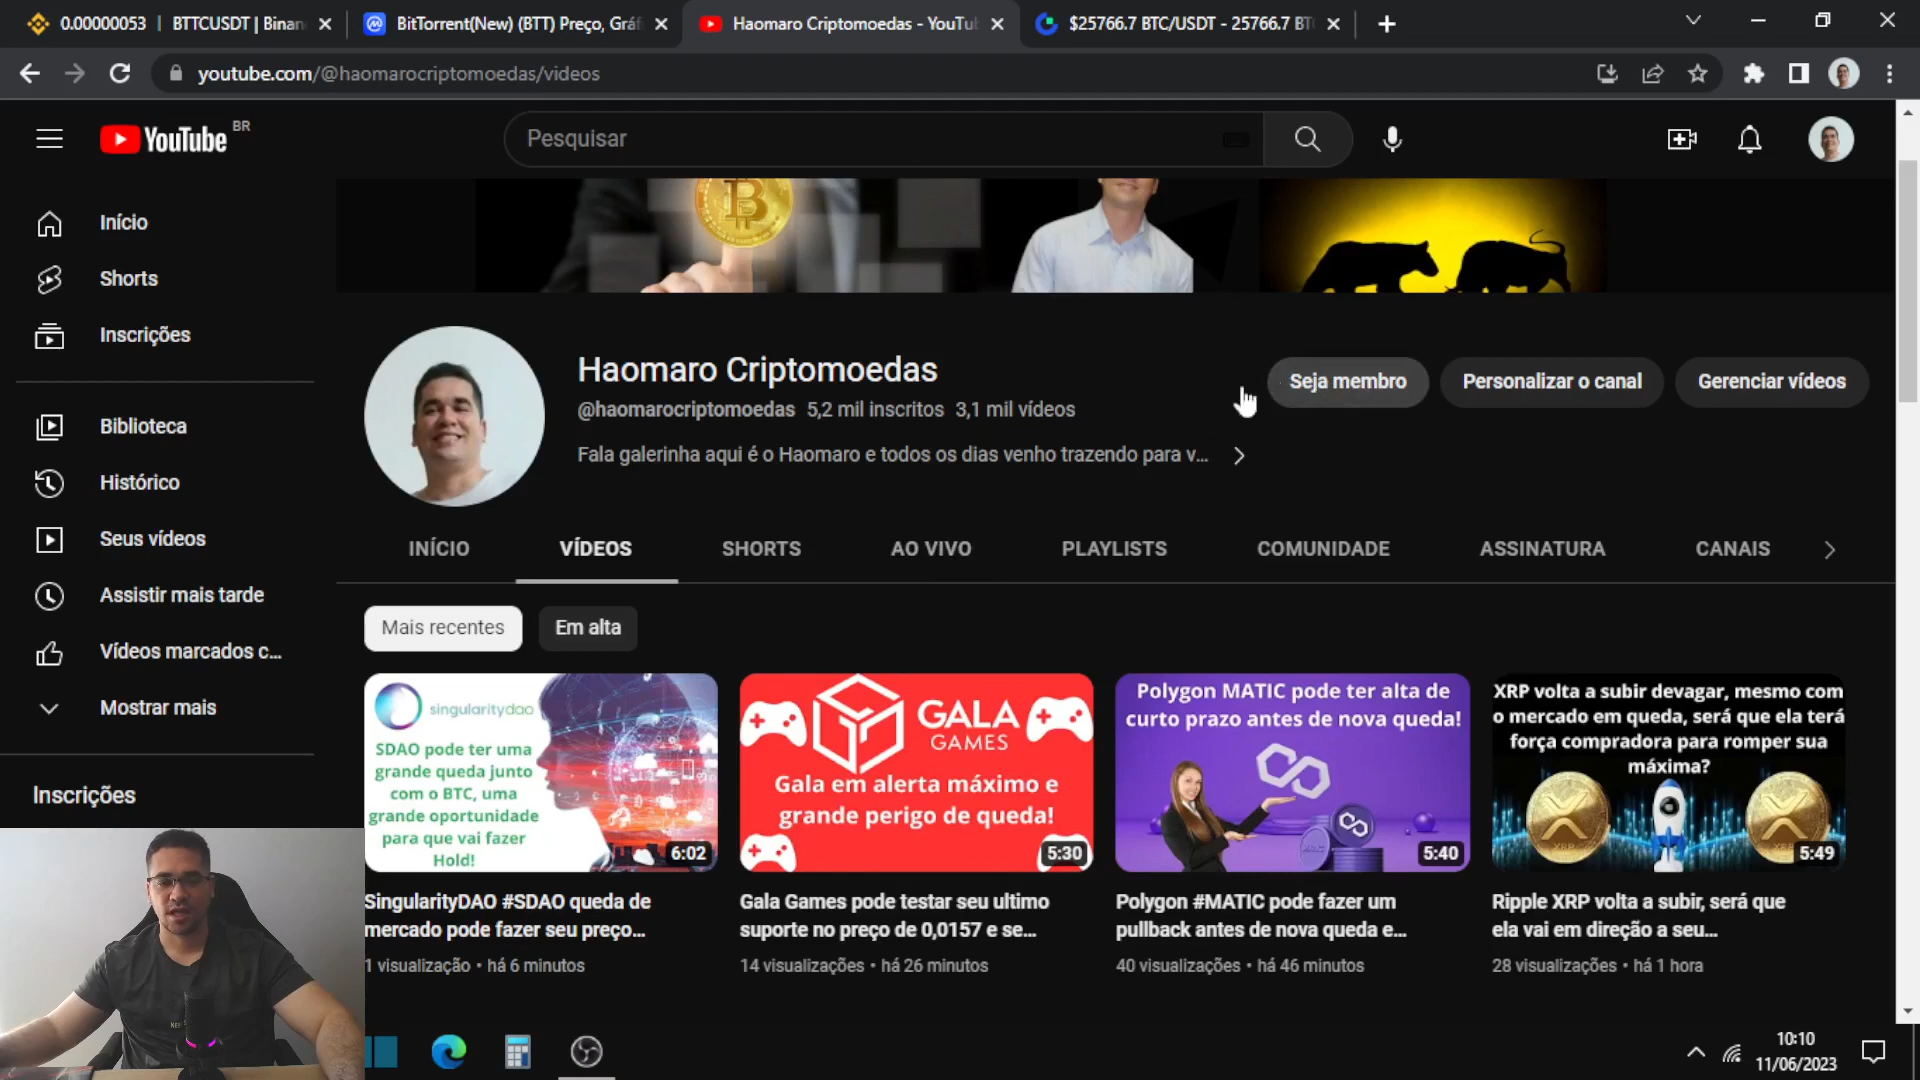 0.00000053 | BTTCUSDT | Binan
BitTorrent(New) (BTT) Preço, Grá
Haomaro Criptomoedas - YouTu
$25766.7 BTC/USDT - 25766.7 BT
youtube.com/@haomarocriptomoedas/videos
YouTube BR
Pesquisar
Início
Shorts
Inscrições
Biblioteca
Histórico
Seus vídeos
Assistir mais tarde
Vídeos marcados c...
Mostrar mais
Inscrições
Haomaro Criptomoedas
@haomarocriptomoedas 5,2 mil inscritos 3,1 mil vídeos
Fala galerinha aqui é o Haomaro e todos os dias venho trazendo para v...
Seja membro
Personalizar o canal
Gerenciar vídeos
INÍCIO
VÍDEOS
SHORTS
AO VIVO
PLAYLISTS
COMUNIDADE
ASSINATURA
CANAIS
Mais recentes
Em alta
singularitydao
SDAO pode ter uma
grande queda junto
com o BTC, uma
grande oportunidade
para que vai fazer
Hold!
6:02
SingularityDAO #SDAO queda de
mercado pode fazer seu preço...
1 visualização • há 6 minutos
GALA
GAMES
Gala em alerta máximo e
grande perigo de queda!
5:30
Gala Games pode testar seu ultimo
suporte no preço de 0,0157 e se...
14 visualizações • há 26 minutos
Polygon MATIC pode ter alta de
curto prazo antes de nova queda!
5:40
Polygon #MATIC pode fazer um
pullback antes de nova queda e...
40 visualizações • há 46 minutos
XRP volta a subir devagar, mesmo com
o mercado em queda, será que ela terá
força compradora para romper sua
máxima?
XRP
XRP
5:49
Ripple XRP volta a subir, será que
ela vai em direção a seu...
28 visualizações • há 1 hora
10:10
11/06/2023